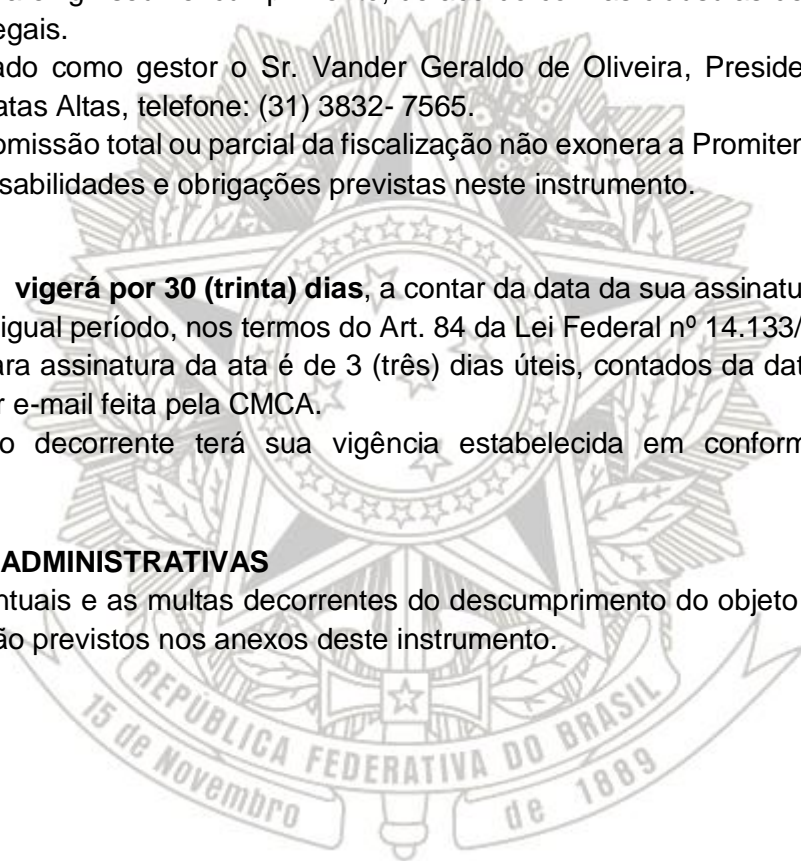 egais.
ado como gestor o Sr. Vander Geraldo de Oliveira, Preside
atas Altas, telefone: (31) 3832- 7565.
omissão total ou parcial da fiscalização não exonera a Promiten
sabilidades e obrigações previstas neste instrumento.
vigerá por 30 (trinta) dias, a contar da data da sua assinatu
igual período, nos termos do Art. 84 da Lei Federal nº 14.133/
ara assinatura da ata é de 3 (três) dias úteis, contados da dat
r e-mail feita pela CMCA.
o decorrente terá sua vigência estabelecida em conform
ADMINISTRATIVAS
ntuais e as multas decorrentes do descumprimento do objeto
ão previstos nos anexos deste instrumento.
REPÚBLICA FEDERATIVA DO BRASIL
15 de Novembro de 1889